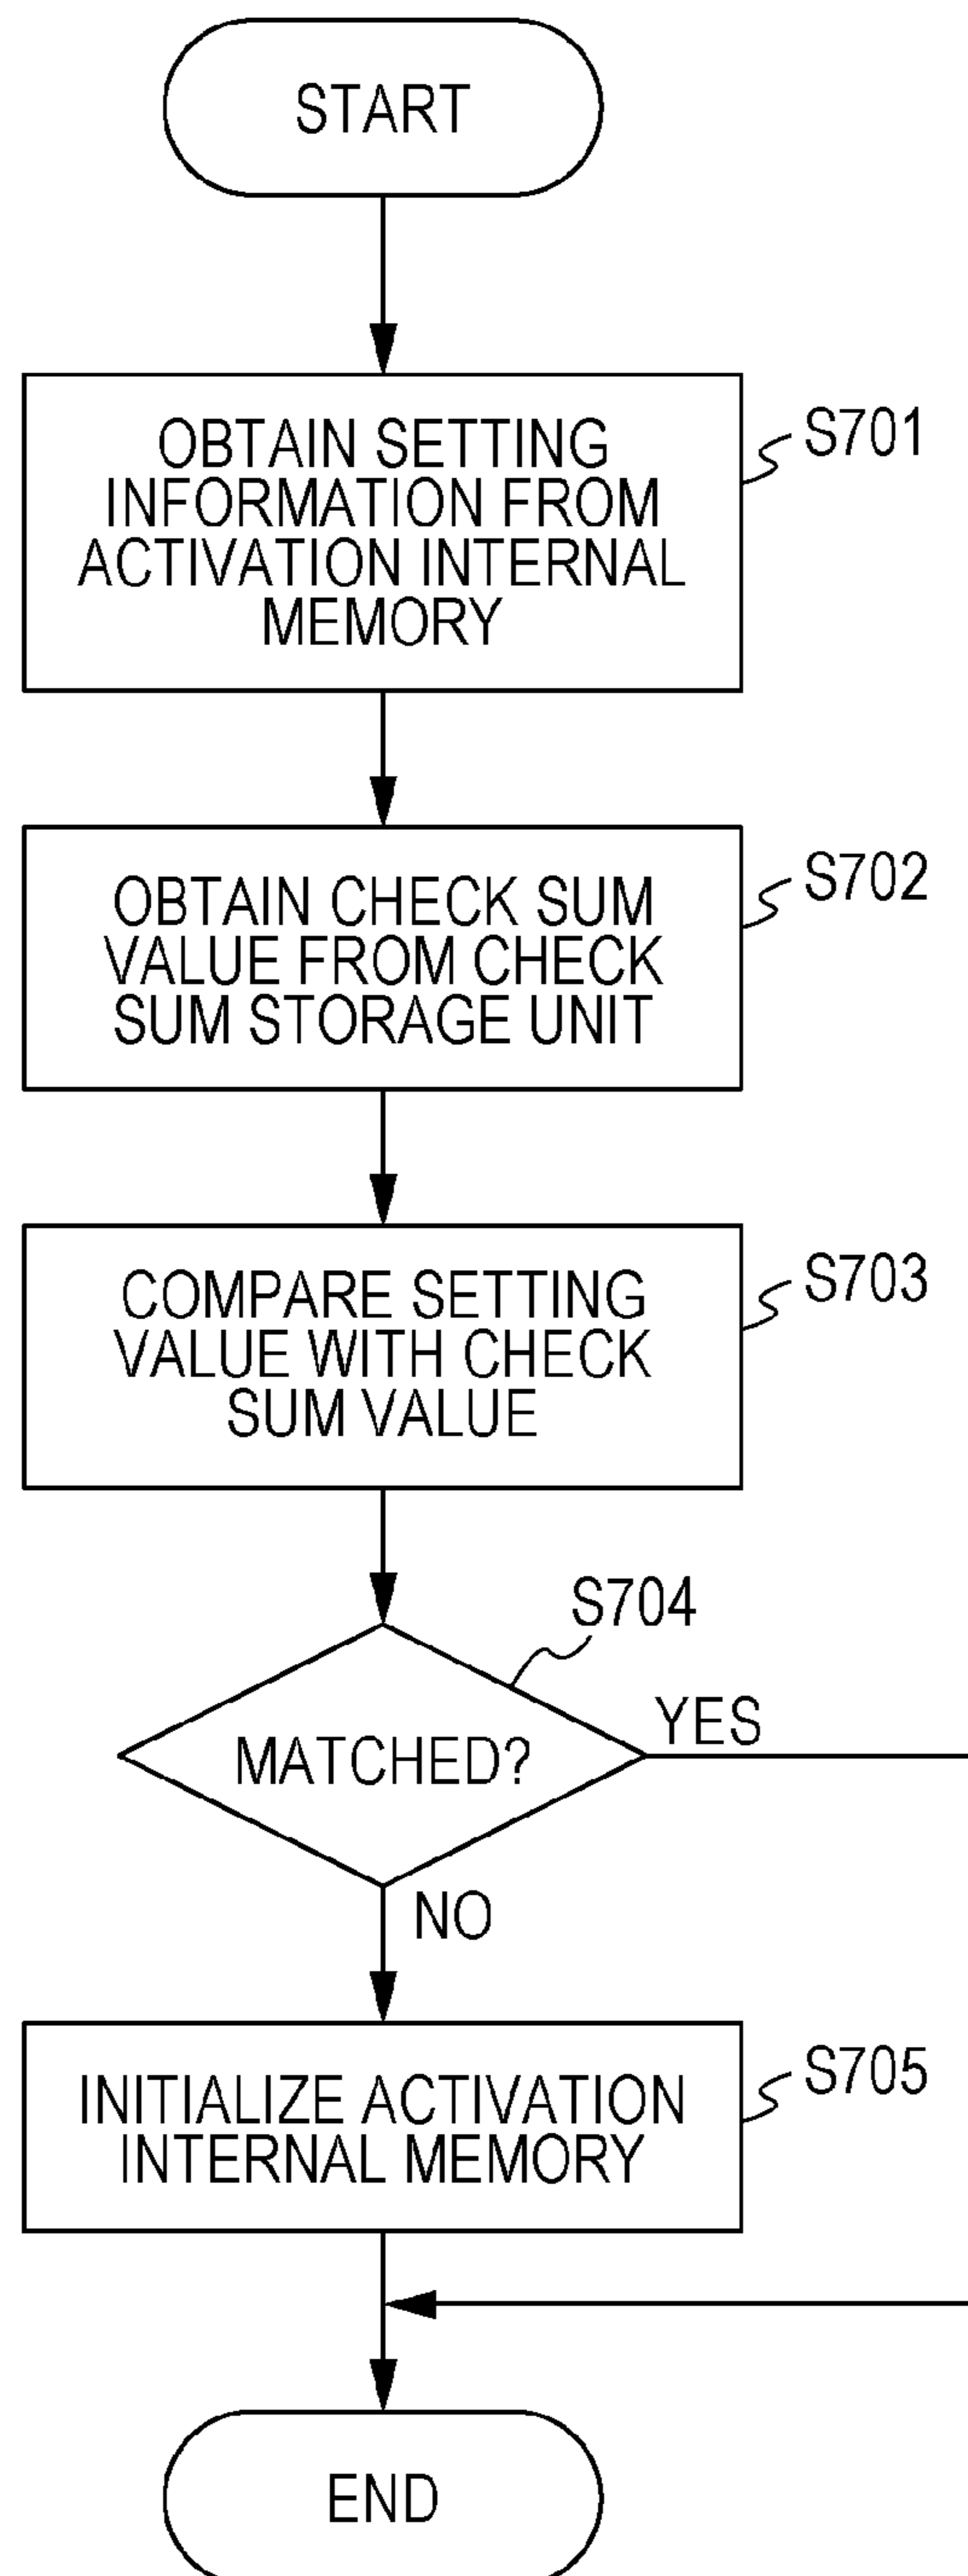 START
OBTAIN SETTING
INFORMATION FROM
ACTIVATION INTERNAL
MEMORY
S701
OBTAIN CHECK SUM
VALUE FROM CHECK
SUM STORAGE UNIT
S702
COMPARE SETTING
VALUE WITH CHECK
SUM VALUE
S703
S704
MATCHED?
YES
NO
INITIALIZE ACTIVATION
INTERNAL MEMORY
S705
END